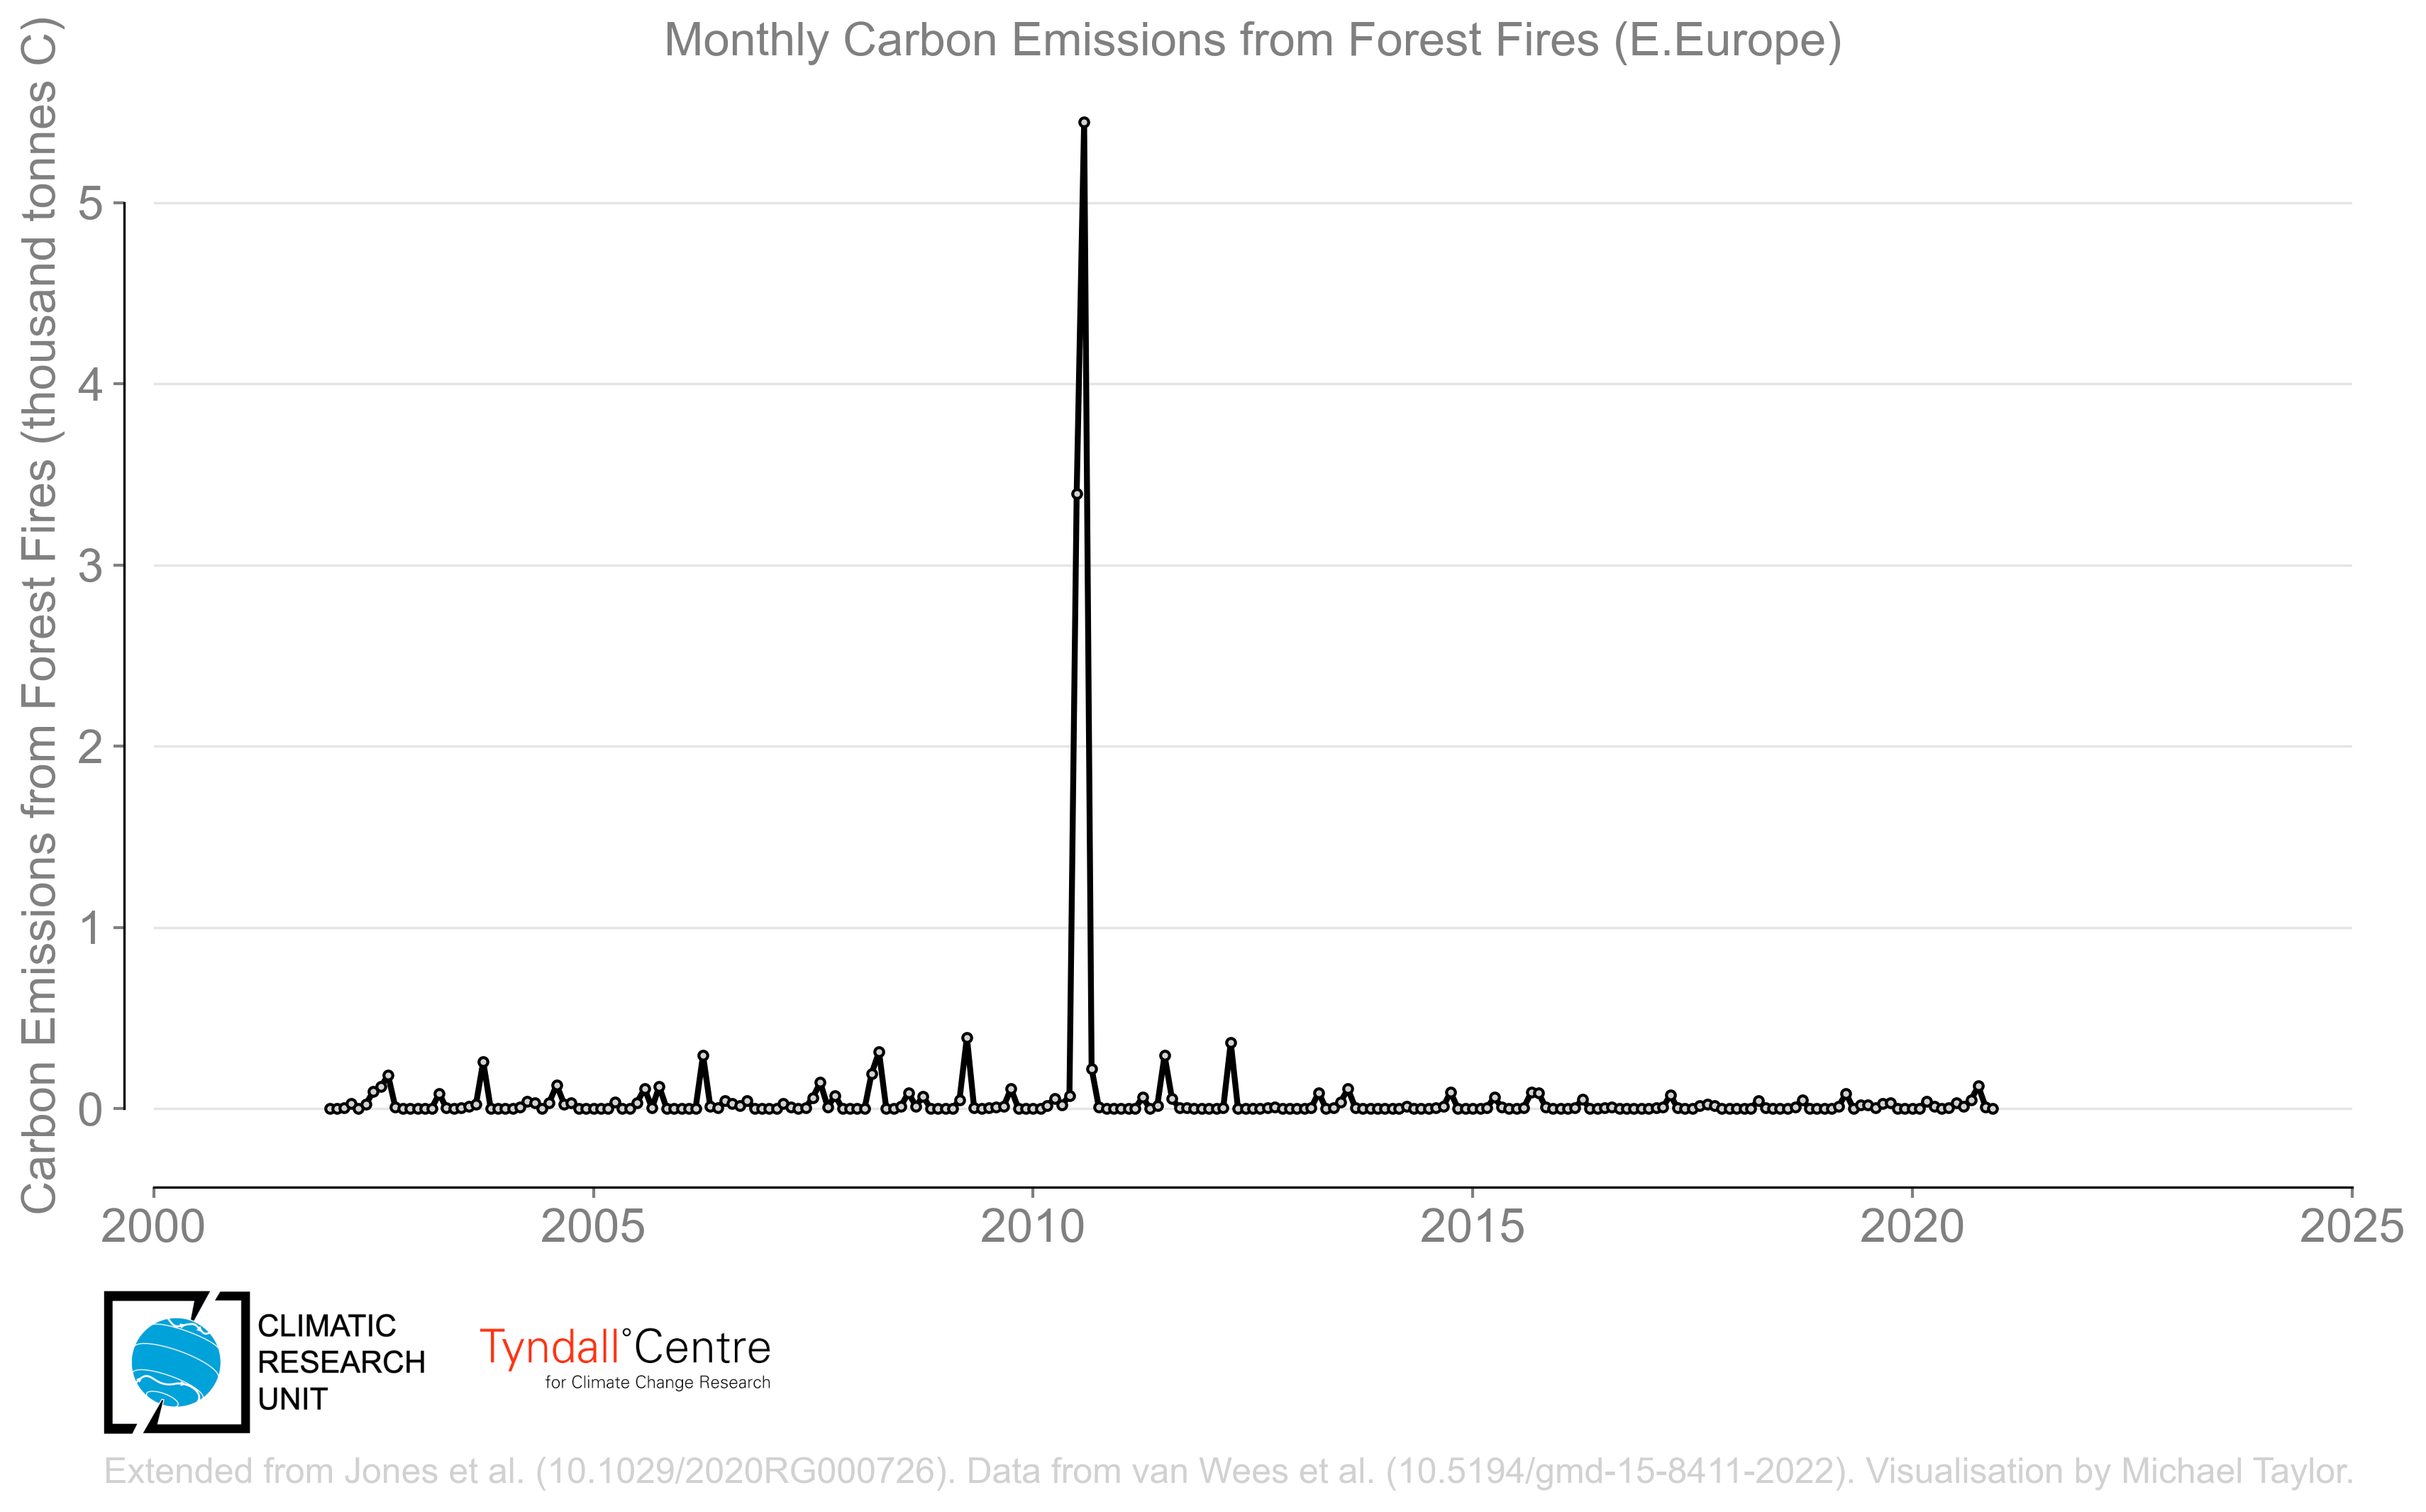 Monthly Carbon Emissions from Forest Fires (E.Europe)
Carbon Emissions from Forest Fires (thousand tonnes C)
5
4
3
2
1
0
2000 2005 2010 2015 2020 2025
CLIMATIC
RESEARCH
UNIT
Tyndall°Centre
for Climate Change Research
Extended from Jones et al. (10.1029/2020RG000726). Data from van Wees et al. (10.5194/gmd-15-8411-2022). Visualisation by Michael Taylor.